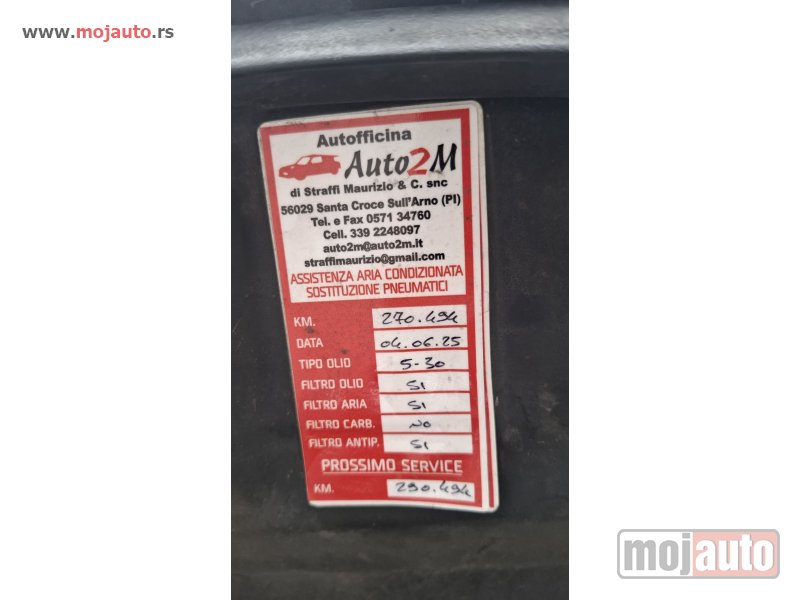 www.mojauto.rs
Autofficina
Auto2M
di Straffi Maurizio & C. snc
56029 Santa Croce Sull'Arno (PI)
Tel. e Fax 0571 34760
Cell. 339 2248097
auto2m@auto2m.it
straffimaurizio@gmail.com
ASSISTENZA ARIA CONDIZIONATA
SOSTITUZIONE PNEUMATICI
KM. 270.494
DATA 04.06.25
TIPO OLIO 5-30
FILTRO OLIO SI
FILTRO ARIA SI
FILTRO CARB. NO
FILTRO ANTIP. SI
PROSSIMO SERVICE
KM. 290.494
mojauto